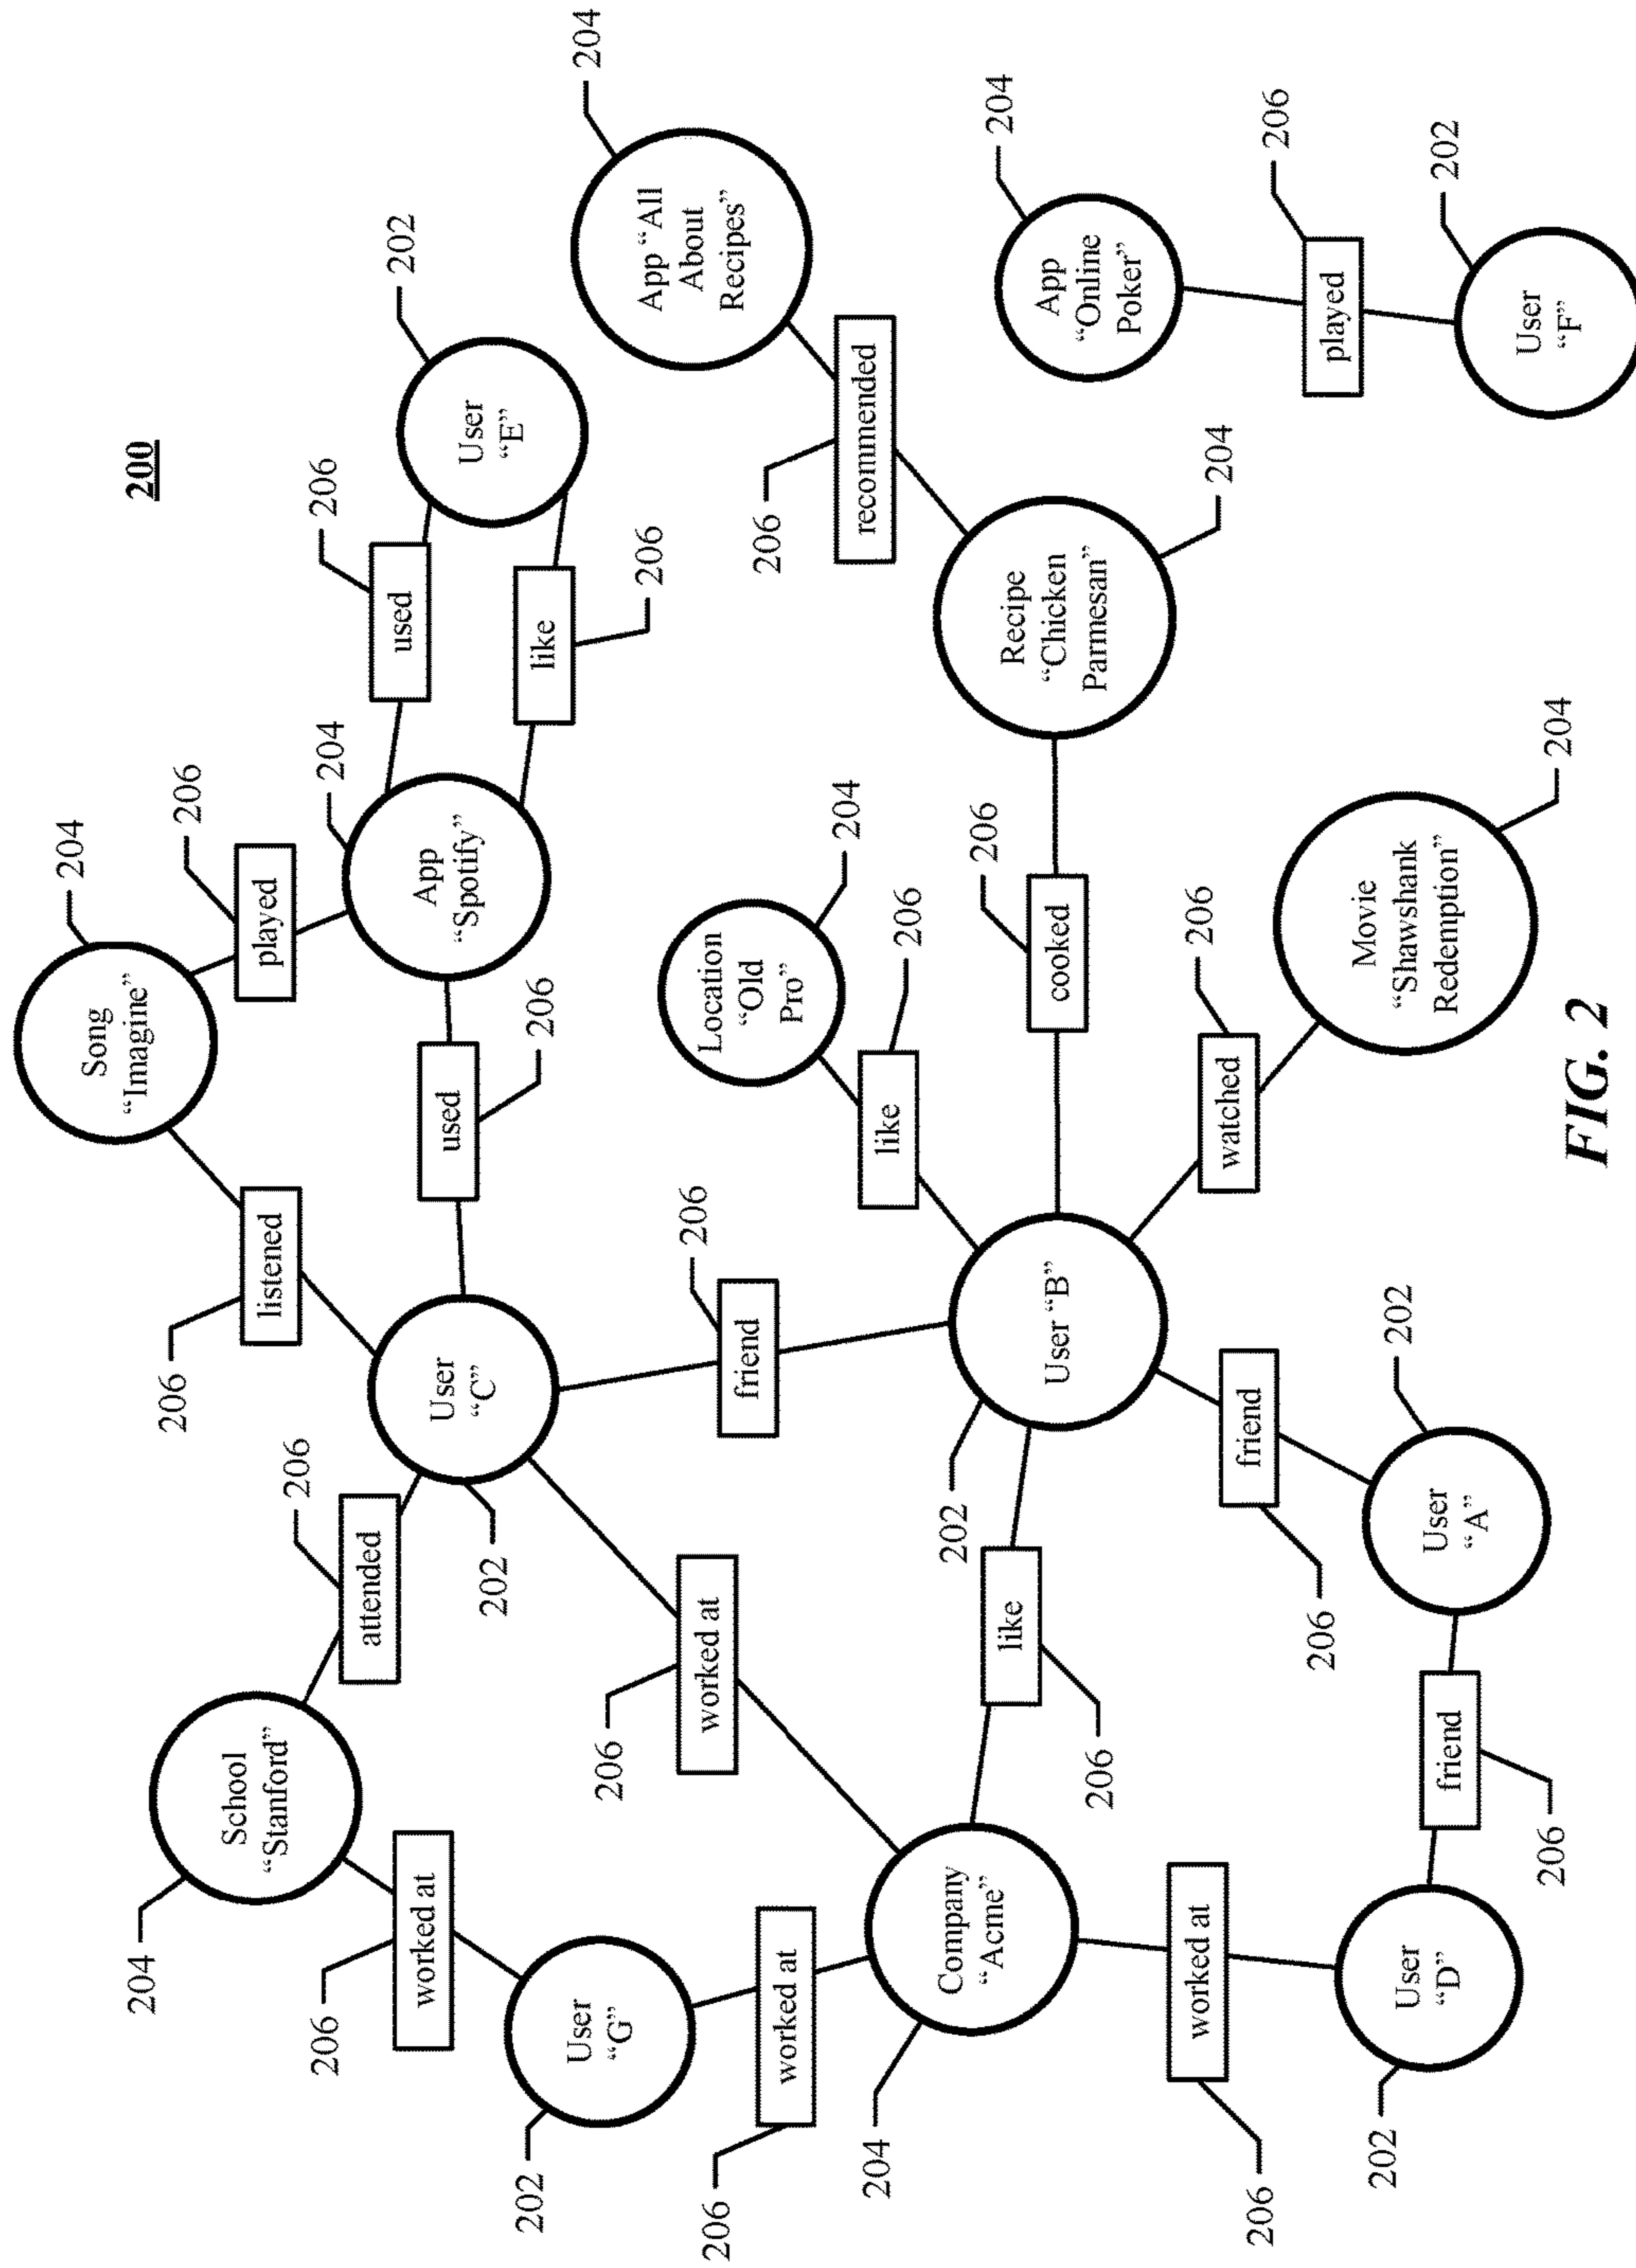 200
204
Song
“Imagine”
206
listened
206
played
204
School
“Stanford”
204
206
attended
206
worked at
202
User
“G”
206
worked at
206
User
“C”
202
used
206
App
“Spotify”
204
used
206
like
206
User
“E”
202
worked at
206
friend
206
Location
“Old
Pro”
204
like
206
App “All
About
Recipes”
204
recommended
206
Company
“Acme”
204
like
206
User “B”
202
cooked
206
Recipe
“Chicken
Parmesan”
204
App
“Online
Poker”
204
worked at
206
friend
206
watched
206
played
206
User
“D”
202
friend
206
User
“A”
202
Movie
“Shawshank
Redemption”
204
User
“F”
202
FIG. 2